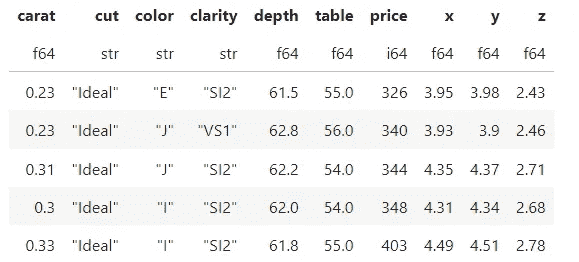 carat cut color clarity depth table price x y z
f64 str str str f64 f64 i64 f64 f64 f64
0.23 "Ideal" "E" "SI2" 61.5 55.0 326 3.95 3.98 2.43
0.23 "Ideal" "J" "VS1" 62.8 56.0 340 3.93 3.9 2.46
0.31 "Ideal" "J" "SI2" 62.2 54.0 344 4.35 4.37 2.71
0.3 "Ideal" "I" "SI2" 62.0 54.0 348 4.31 4.34 2.68
0.33 "Ideal" "I" "SI2" 61.8 55.0 403 4.49 4.51 2.78